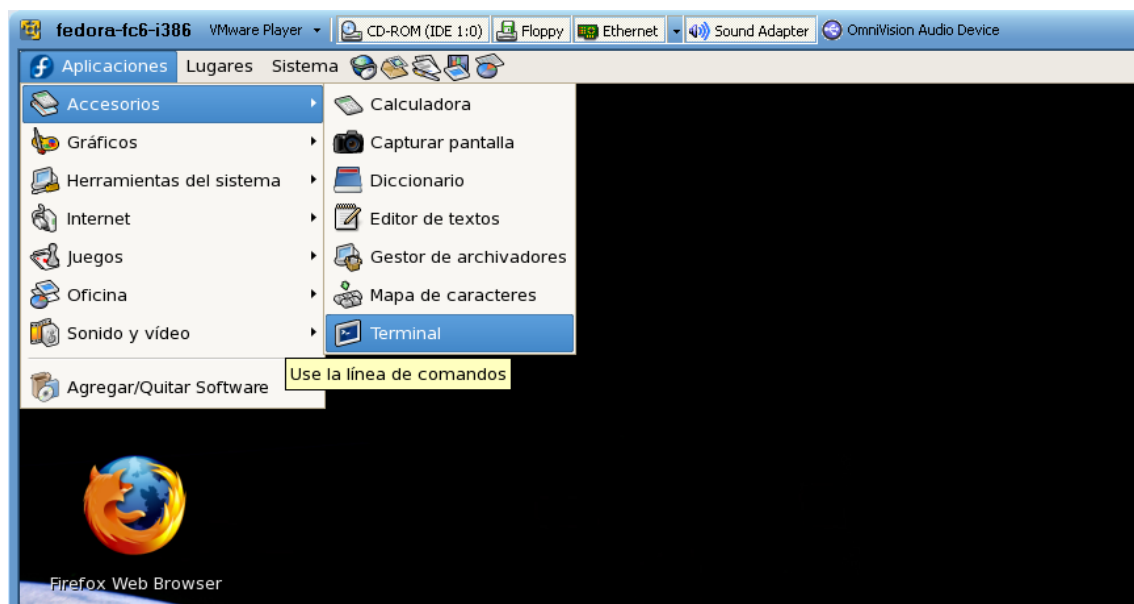 fedora-fc6-i386 VMware Player CD-ROM (IDE 1:0) Floppy Ethernet Sound Adapter OmniVision Audio Device
Aplicaciones Lugares Sistema
Accesorios
Gráficos
Herramientas del sistema
Internet
Juegos
Oficina
Sonido y vídeo
Agregar/Quitar Software
Calculadora
Capturar pantalla
Diccionario
Editor de textos
Gestor de archivadores
Mapa de caracteres
Terminal
Use la línea de comandos
Firefox Web Browser